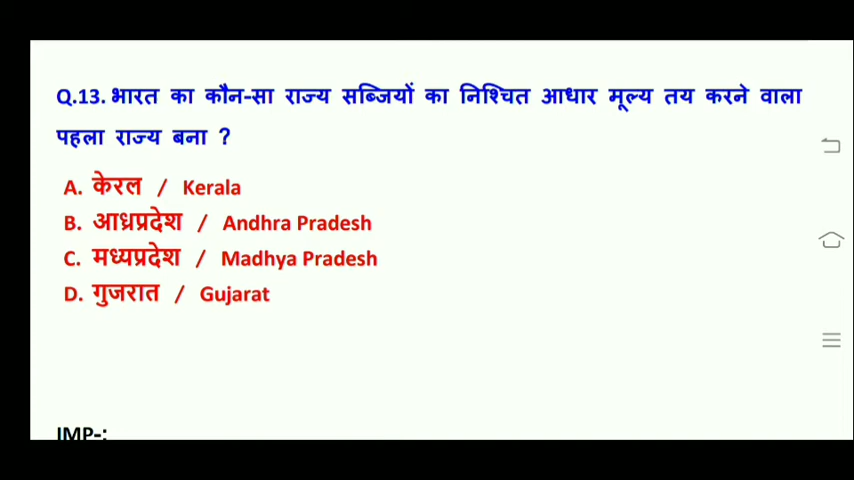 Q.13. भारत का कौन-सा राज्य सब्जियों का निश्चित आधार मूल्य तय करने वाला
पहला राज्य बना ?
A. केरल / Kerala
B. आध्रप्रदेश / Andhra Pradesh
C. मध्यप्रदेश / Madhya Pradesh
D. गुजरात / Gujarat
IMP-: